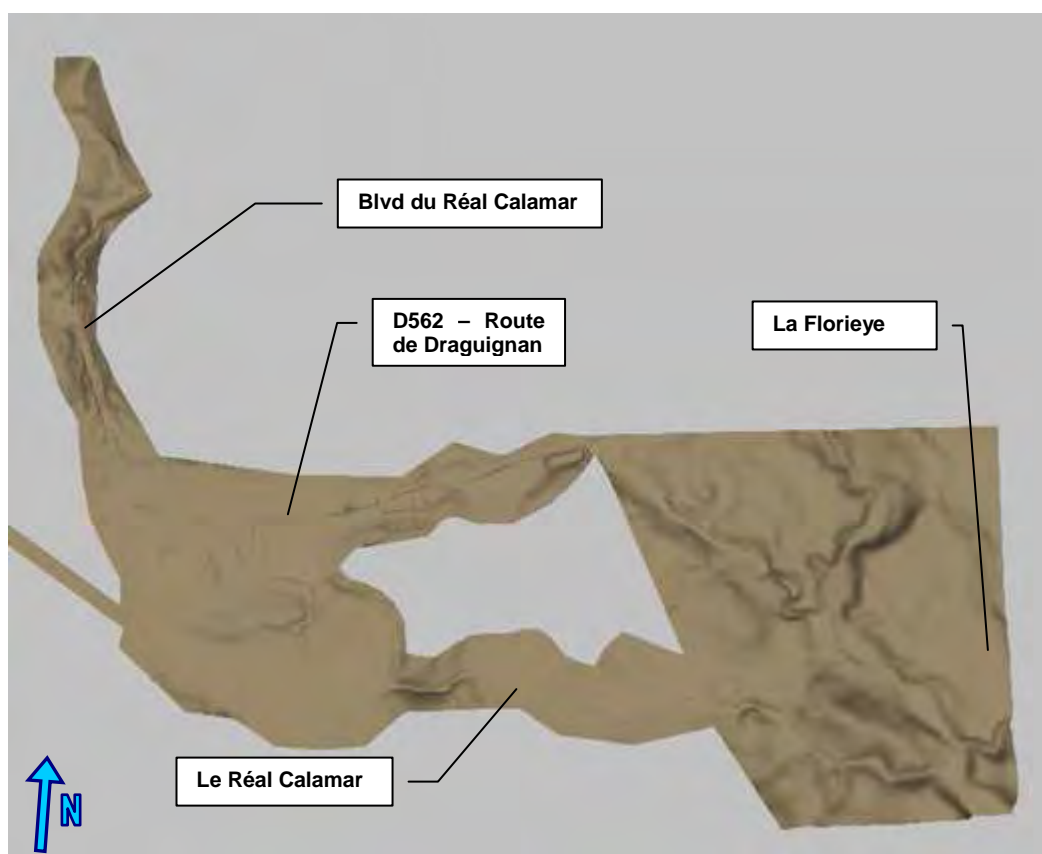 Blvd du Réal Calamar
D562 – Route
de Draguignan
La Florieye
Le Réal Calamar
N